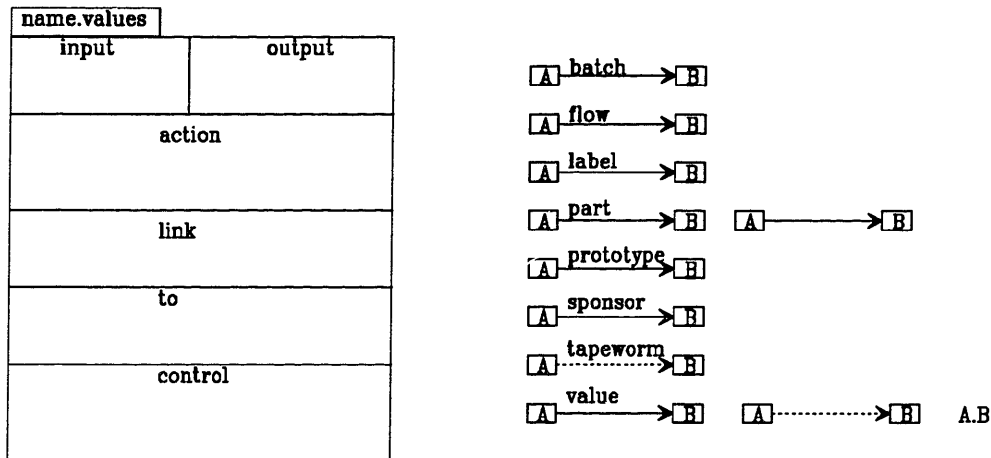 name.values
input output
action
link
to
control
A batch B
A flow B
A label B
A part B A B
A prototype B
A sponsor B
A tapeworm B
A value B A B A.B